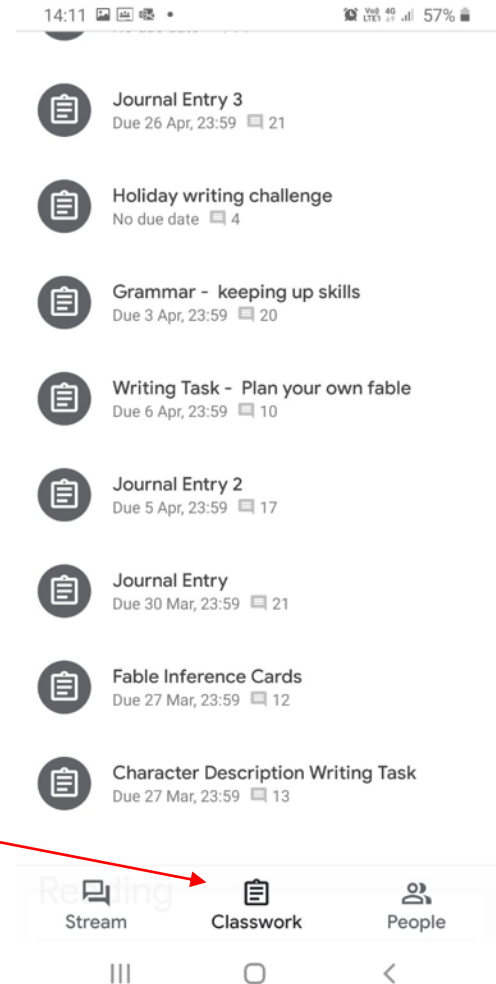 14:11 57%
Journal Entry 3
Due 26 Apr, 23:59 21
Holiday writing challenge
No due date 4
Grammar - keeping up skills
Due 3 Apr, 23:59 20
Writing Task - Plan your own fable
Due 6 Apr, 23:59 10
Journal Entry 2
Due 5 Apr, 23:59 17
Journal Entry
Due 30 Mar, 23:59 21
Fable Inference Cards
Due 27 Mar, 23:59 12
Character Description Writing Task
Due 27 Mar, 23:59 13
Reading
Stream Classwork People